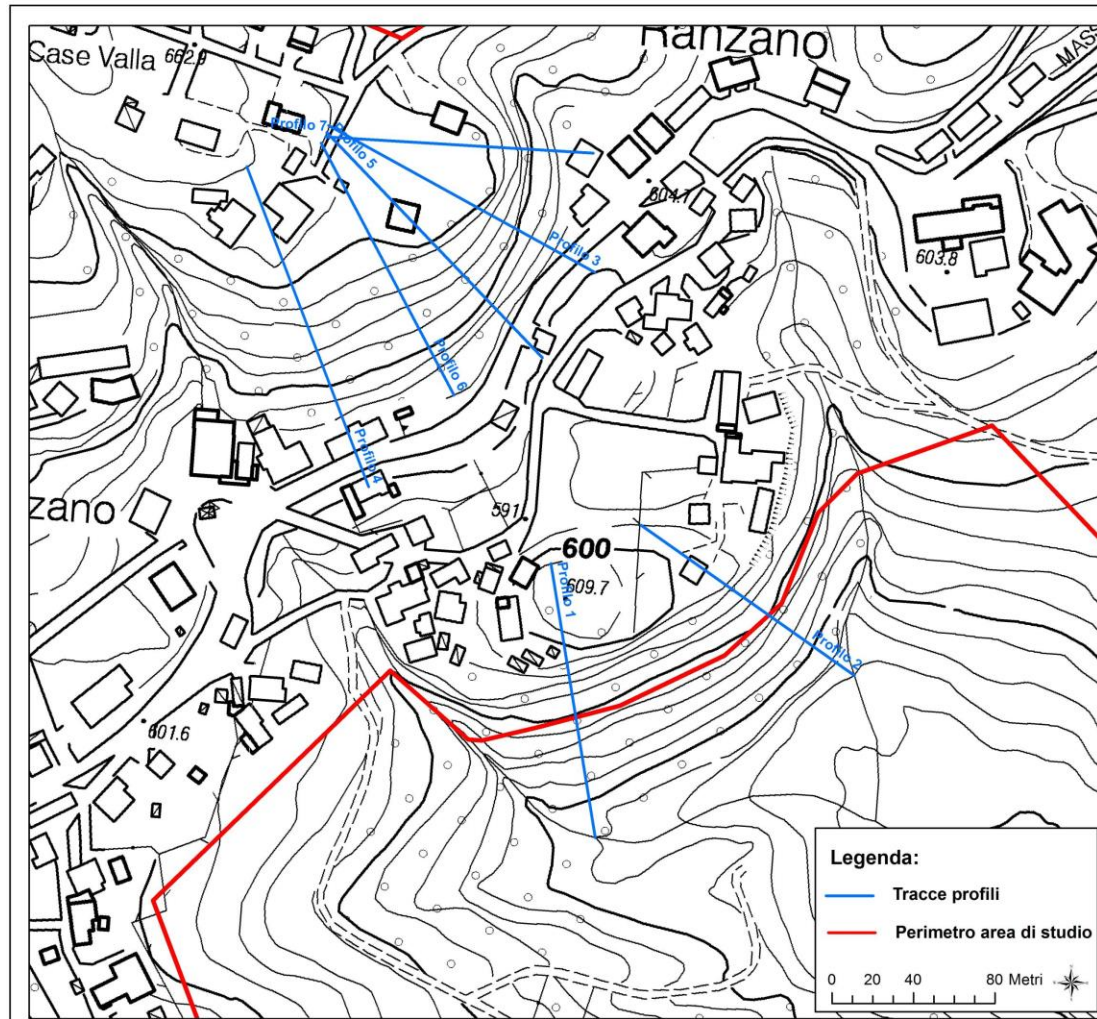 Ranzano
Case Valla
662.9
MASS
Profilo 7
Profilo 5
604.7
Profilo 3
603.8
Profilo 6
Profilo 4
zano
591
600
Profilo 1
609.7
Profilo 2
601.6
Legenda:
Tracce profili
Perimetro area di studio
0 20 40 80 Metri